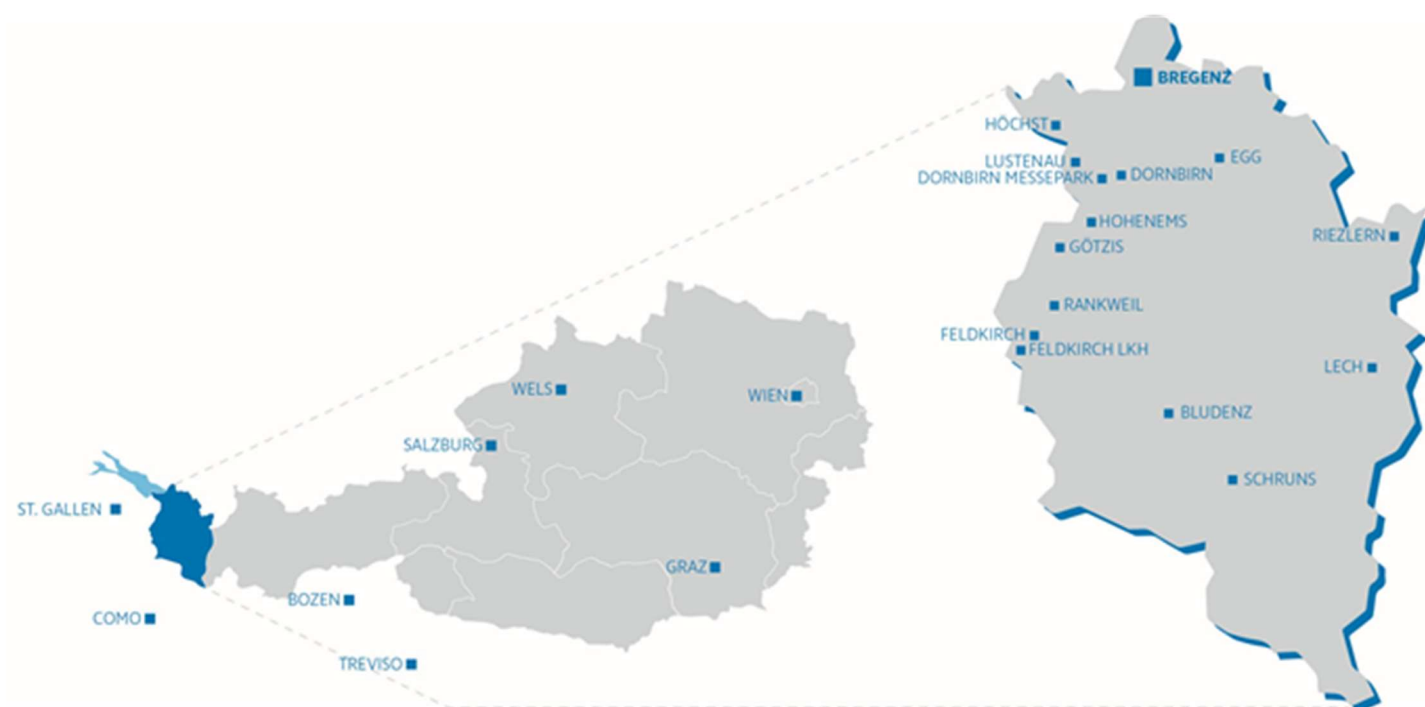 BREGENZ
HÖCHST
LUSTENAU
EGG
DORNBIRN MESSEPARK
DORNBIRN
HOHENEMS
RIEZLERN
GÖTZIS
RANKWEIL
FELDKIRCH
FELDKIRCH LKH
LECH
BLUDENZ
SCHRUNS
WELS
WIEN
SALZBURG
ST. GALLEN
GRAZ
BOZEN
COMO
TREVISO